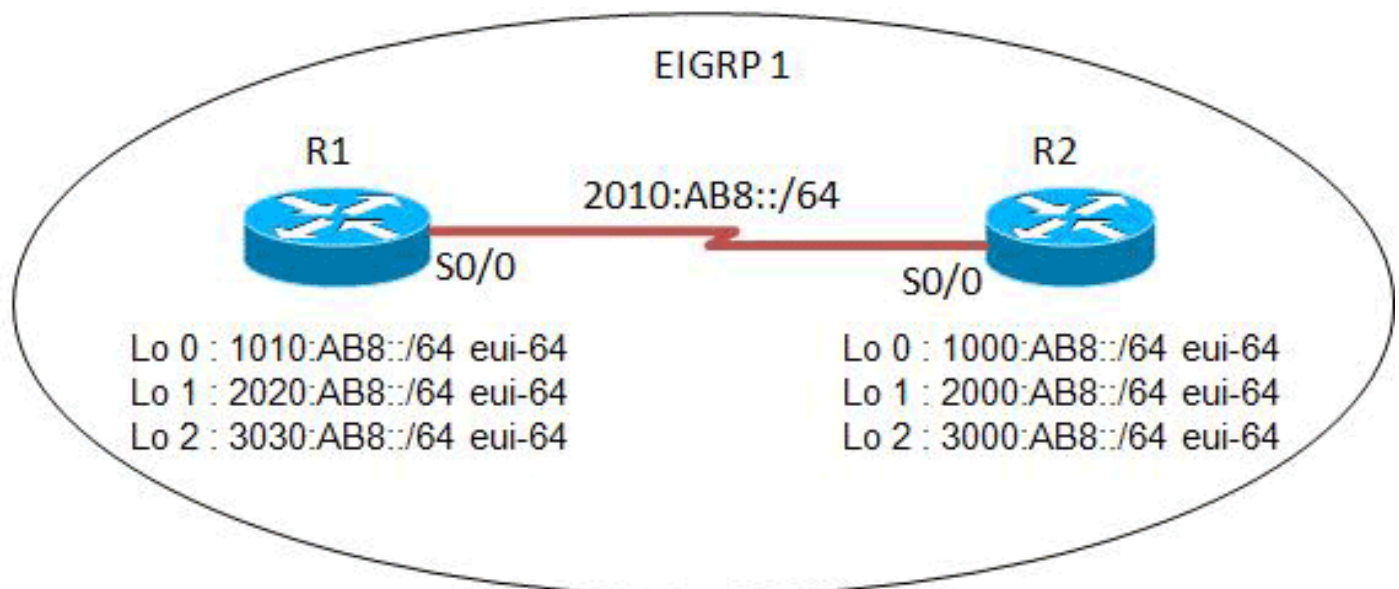 EIGRP 1
R1
R2
2010:AB8::/64
S0/0
S0/0
Lo 0 : 1010:AB8::/64 eui-64
Lo 1 : 2020:AB8::/64 eui-64
Lo 2 : 3030:AB8::/64 eui-64
Lo 0 : 1000:AB8::/64 eui-64
Lo 1 : 2000:AB8::/64 eui-64
Lo 2 : 3000:AB8::/64 eui-64